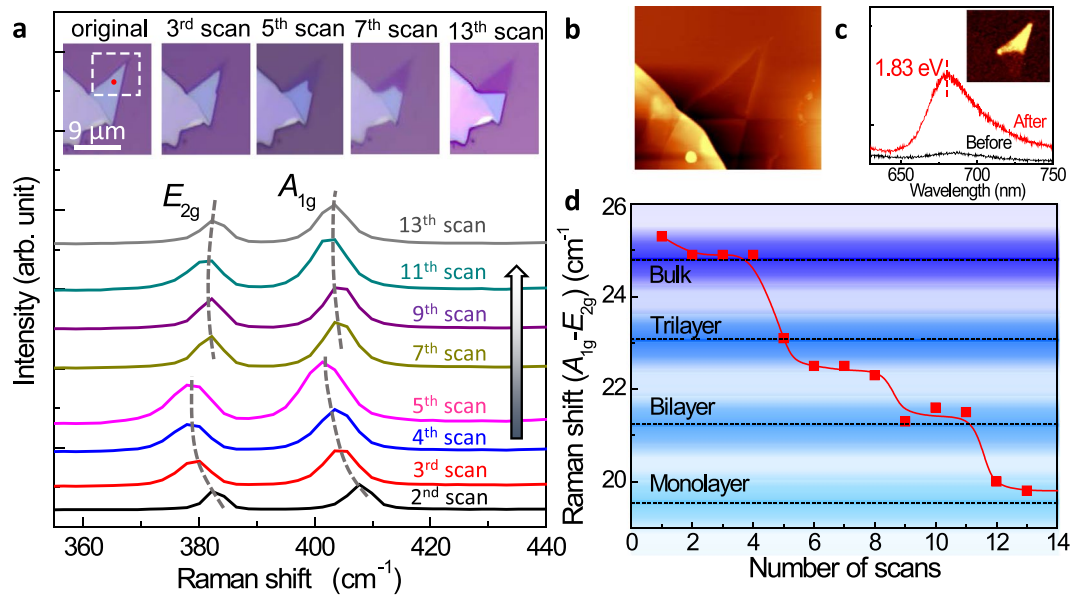 a
original 3rd scan 5th scan 7th scan 13th scan
9 μm
E2g A1g
13th scan
11th scan
9th scan
7th scan
5th scan
4th scan
3rd scan
2nd scan
Intensity (arb. unit)
360 380 400 420 440
Raman shift (cm-1)
b
c
1.83 eV
After
Before
650 700 750
Wavelength (nm)
d
Raman shift (A1g-E2g) (cm-1)
26
24
22
20
Bulk
Trilayer
Bilayer
Monolayer
0 2 4 6 8 10 12 14
Number of scans